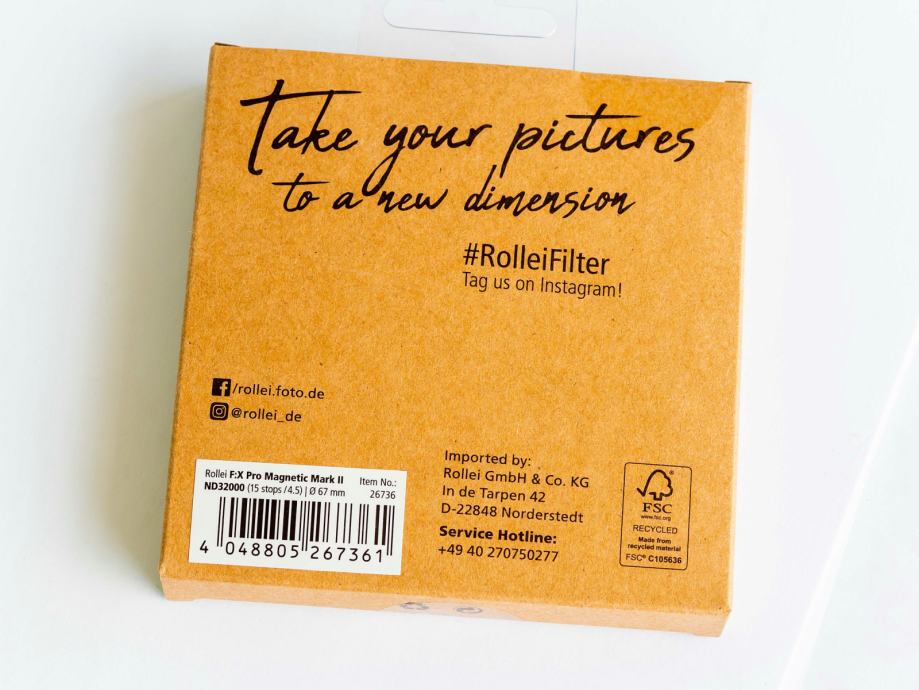 Take your pictures
to a new dimension
#RolleiFilter
Tag us on Instagram!
/rollei.foto.de
@rollei_de
Rollei F:X Pro Magnetic Mark II Item No.:
ND32000 (15 stops /4.5) | Ø 67 mm 26736
4 048805 267361
Imported by:
Rollei GmbH & Co. KG
In de Tarpen 42
D-22848 Norderstedt
Service Hotline:
+49 40 270750277
FSC
www.fsc.org
RECYCLED
Made from
recycled material
FSC® C105636